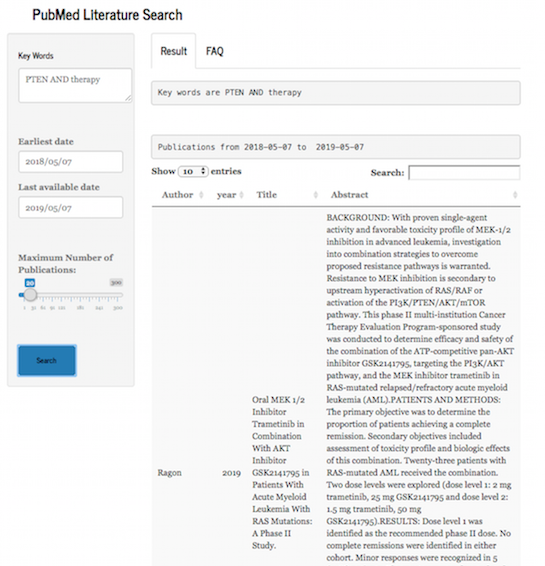 PubMed Literature Search
Key Words
PTEN AND therapy
Earliest date
2018/05/07
Last available date
2019/05/07
Maximum Number of
Publications:
20
300
Search
Result
FAQ
Key words are PTEN AND therapy
Publications from 2018-05-07 to 2019-05-07
Show 10 entries
Search:
Author
year
Title
Abstract
Ragon
2019
Oral MEK 1/2
Inhibitor
Trametinib in
Combination
With AKT
Inhibitor
GSK2141795 in
Patients With
Acute Myeloid
Leukemia With
RAS Mutations:
A Phase II
Study.
BACKGROUND: With proven single-agent
activity and favorable toxicity profile of MEK-1/2
inhibition in advanced leukemia, investigation
into combination strategies to overcome
proposed resistance pathways is warranted.
Resistance to MEK inhibition is secondary to
upstream hyperactivation of RAS/RAF or
activation of the PI3K/PTEN/AKT/mTOR
pathway. This phase II multi-institution Cancer
Therapy Evaluation Program-sponsored study
was conducted to determine efficacy and safety of
the combination of the ATP-competitive pan-AKT
inhibitor GSK2141795, targeting the PI3K/AKT
pathway, and the MEK inhibitor trametinib in
RAS-mutated relapsed/refractory acute myeloid
leukemia (AML).PATIENTS AND METHODS:
The primary objective was to determine the
proportion of patients achieving a complete
remission. Secondary objectives included
assessment of toxicity profile and biologic effects
of this combination. Twenty-three patients with
RAS-mutated AML received the combination.
Two dose levels were explored (dose level 1: 2 mg
trametinib, 25 mg GSK2141795 and dose level 2:
1.5 mg trametinib, 50 mg
GSK2141795).RESULTS: Dose level 1 was
identified as the recommended phase II dose. No
complete remissions were identified in either
cohort. Minor responses were recognized in 5